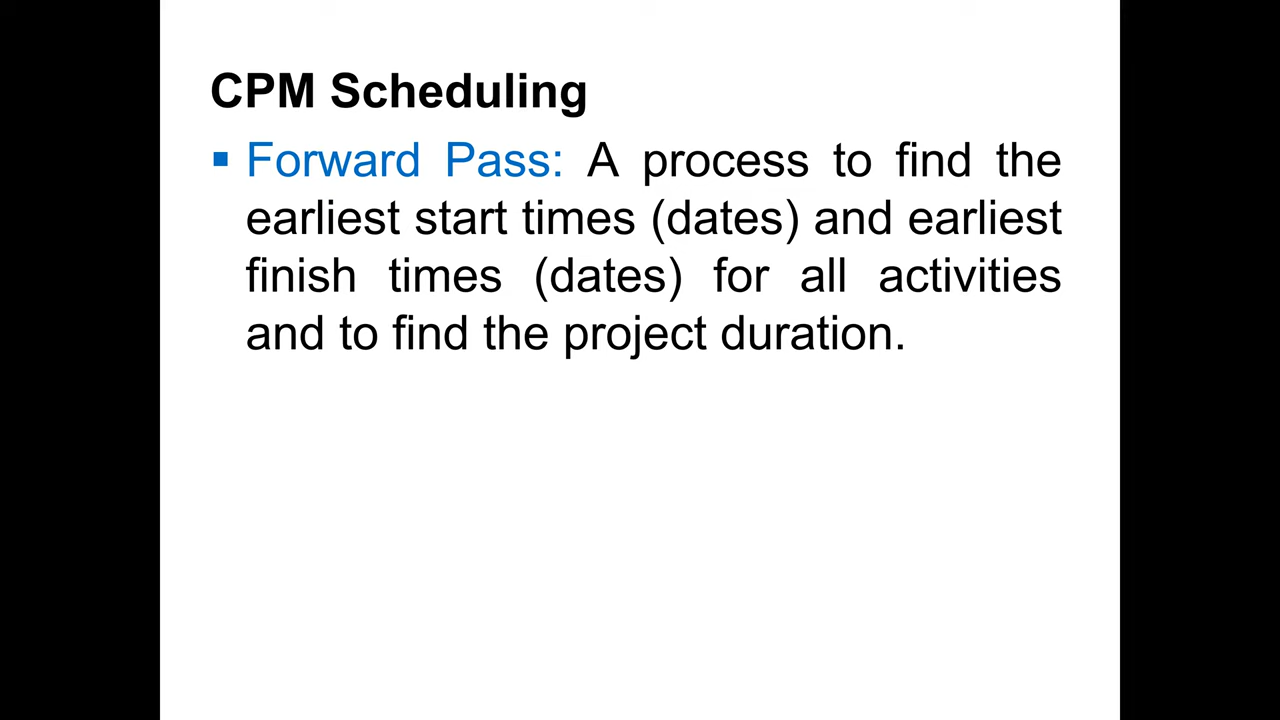 CPM Scheduling
▪ Forward Pass: A process to find the
earliest start times (dates) and earliest
finish times (dates) for all activities
and to find the project duration.